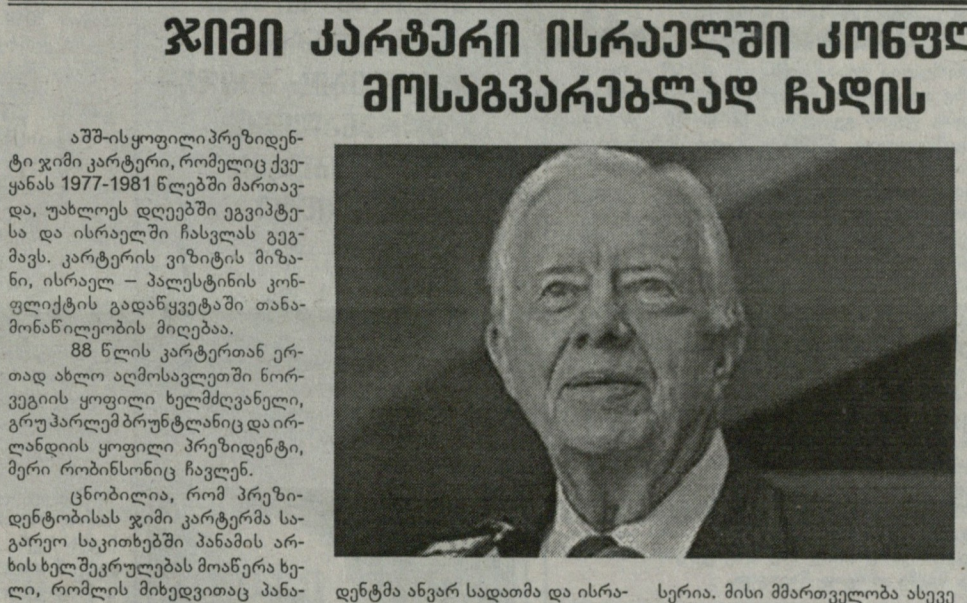 ჯიმი კარტერი ისრაელში
მოსაგვარებლად ჩადის
აშშ-ის ყოფილი პრეზიდენ-
ტი ჯიმი კარტერი, რომელიც ქვე-
ყანას 1977-1981 წლებში მართავ-
და, უახლოეს დღეებში ეგვიპტე-
სა და ისრაელში ჩასვლას გეგ-
მავს. კარტერის ვიზიტის მიზა-
ნი, ისრაელ – პალესტინის კონ-
ფლიქტის გადაწყვეტაში თანა-
მონაწილეობის მიღებაა.
88 წლის კარტერთან ერ-
თად ახლო აღმოსავლეთში ნორ-
ვეგიის ყოფილი ხელმძღვანელი,
გრუ ჰარლემ ბრუნტლანიც და ირ-
ლანდიის ყოფილი პრეზიდენტი,
მერი რობინსონიც ჩავლენ.
ცნობილია, რომ პრეზი-
დენტობისას ჯიმი კარტერმა სა-
გარეო საკითხებში პანამის არ-
ხის ხელშეკრულებას მოაწერა ხე-
ლი, რომლის მიხედვითაც პანა-
დენტმა ანვარ სადათმა და ისრა-
სერია. მისი მმართველობა ასევე